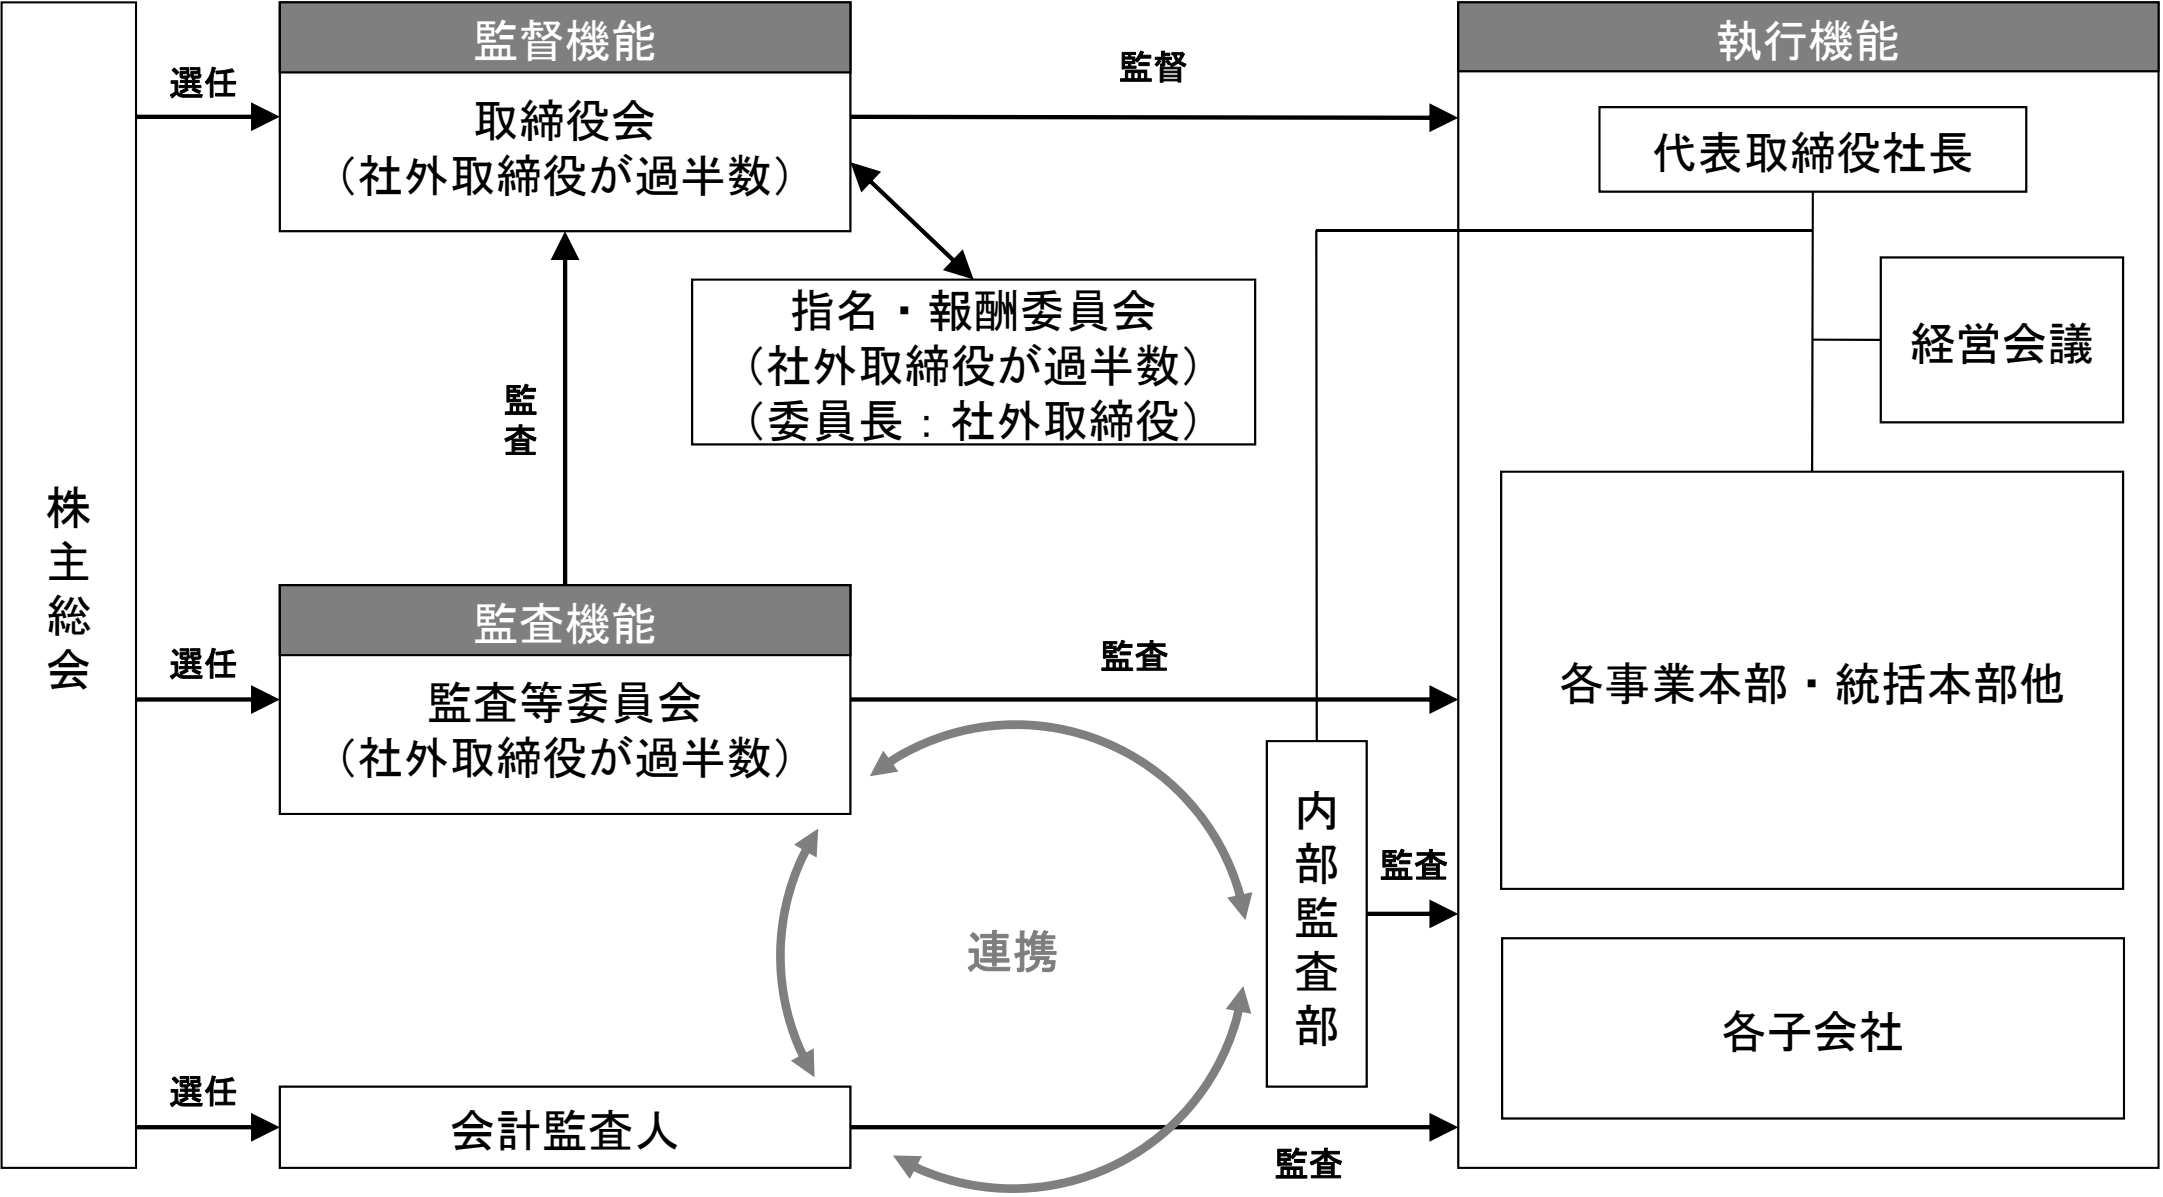 株主総会
選任
監督機能
取締役会
（社外取締役が過半数）
監督
指名・報酬委員会
（社外取締役が過半数）
（委員長：社外取締役）
監査
選任
監査機能
監査等委員会
（社外取締役が過半数）
監査
連携
内部監査部
監査
選任
会計監査人
監査
執行機能
代表取締役社長
経営会議
各事業本部・統括本部他
各子会社